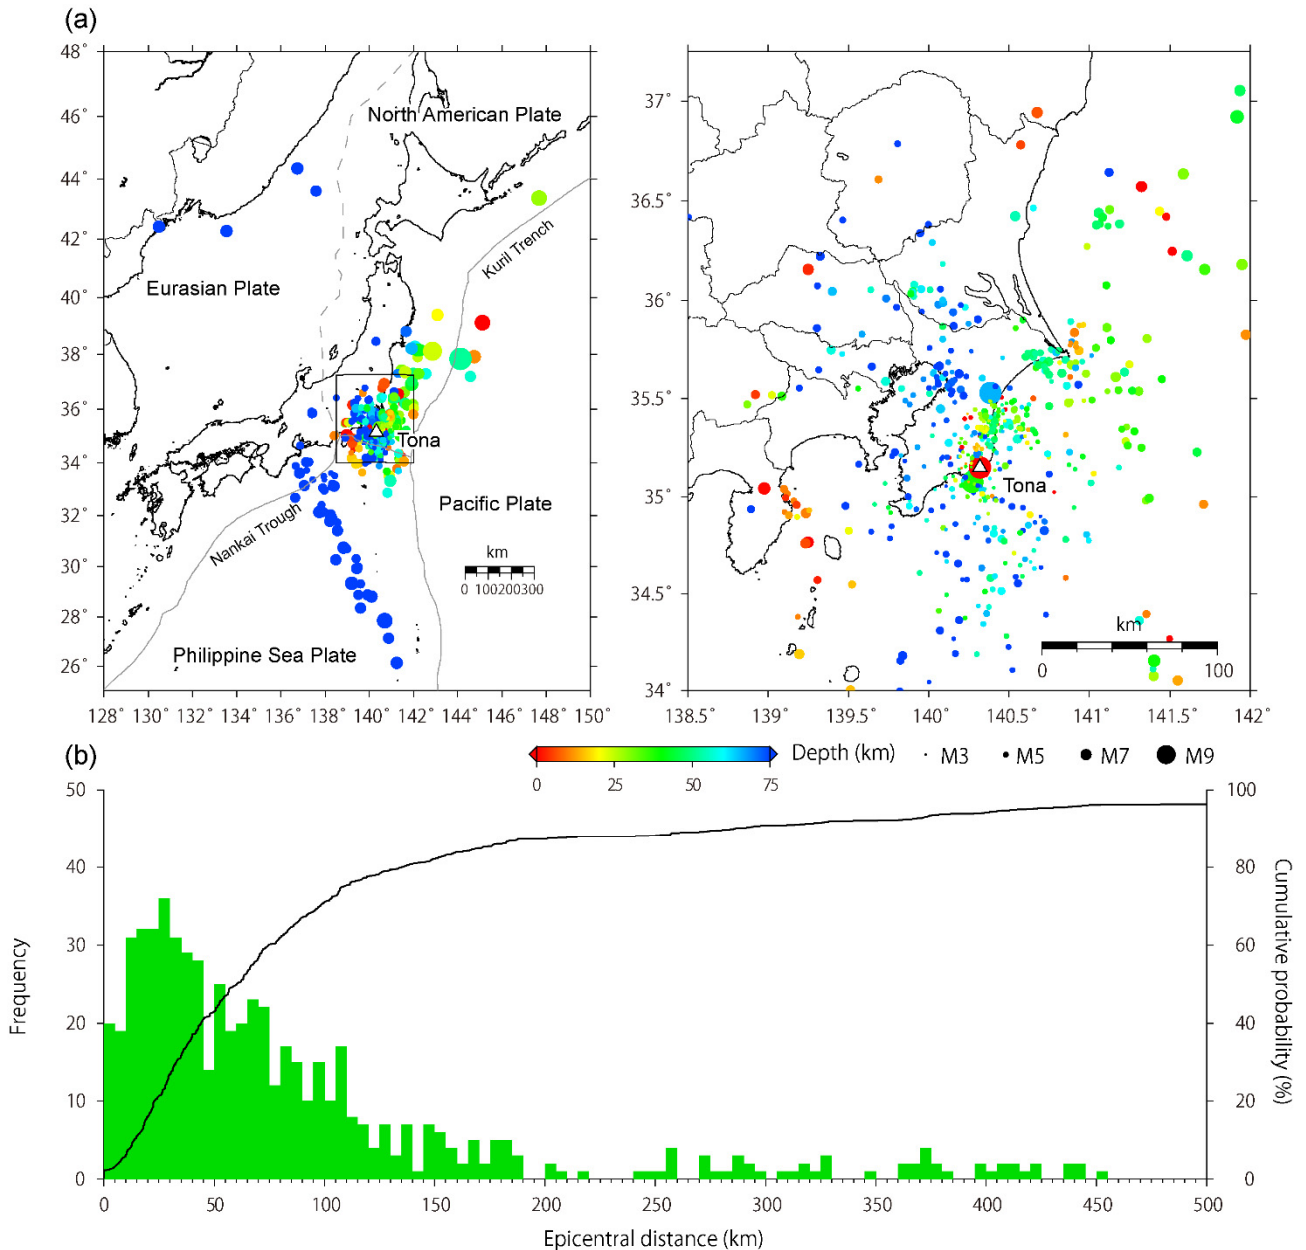 (a)
48°
46°
44°
42°
40°
38°
36°
34°
32°
30°
28°
26°
128° 130° 132° 134° 136° 138° 140° 142° 144° 146° 148° 150°
North American Plate
Kuril Trench
Eurasian Plate
Tona
Pacific Plate
Nankai Trough
km
0 100200300
Philippine Sea Plate
37°
36.5°
36°
35.5°
35°
34.5°
34°
138.5° 139° 139.5° 140° 140.5° 141° 141.5° 142°
Tona
km
0 100
(b)
Depth (km)
0 25 50 75
M3 M5 M7 M9
50
40
30
20
10
0
Frequency
100
80
60
40
20
0
Cumulative probability (%)
0 50 100 150 200 250 300 350 400 450 500
Epicentral distance (km)